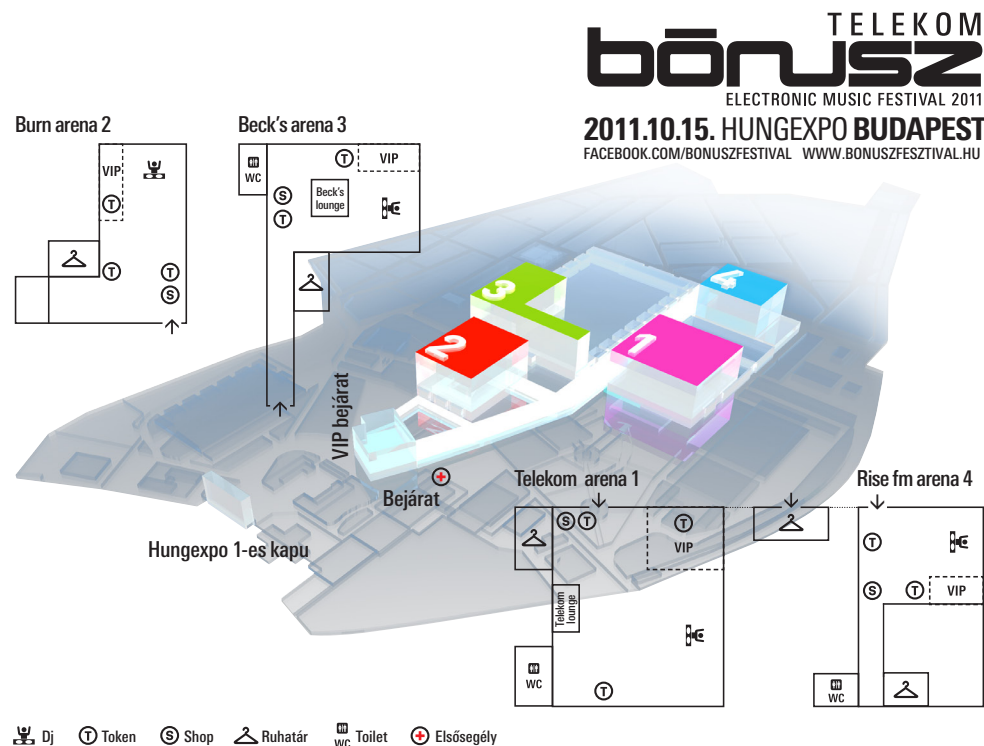 TELEKOM
bōnusz
ELECTRONIC MUSIC FESTIVAL 2011
2011.10.15. HUNGEXPO BUDAPEST
FACEBOOK.COM/BONUSZFESTIVAL WWW.BONUSZFESZTIVAL.HU
Burn arena 2
VIP
T
T
T
S
Beck's arena 3
WC
T
VIP
S
T
Beck's
lounge
3
4
2
1
VIP bejárat
Bejárat
Hungexpo 1-es kapu
Telekom arena 1
S T
T
VIP
Telekom
lounge
WC
T
Rise fm arena 4
T
S
T
VIP
WC
Dj
T Token
S Shop
Ruhatár
WC Toilet
Elsősegély